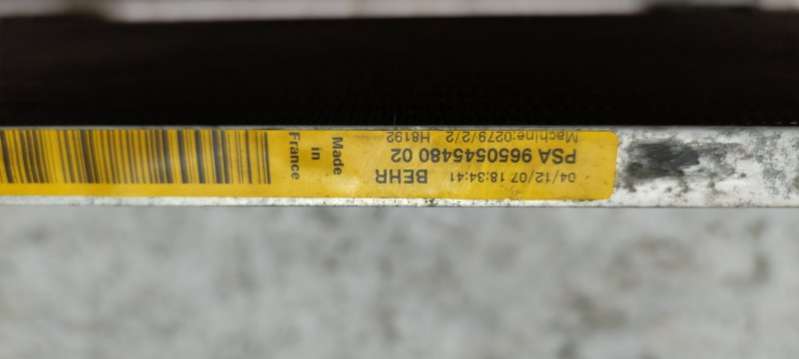 04/12/07 18:34:41
BEHR
PSA 9650545480 02
Machine:0279/2/2
H8192
Made
in
France